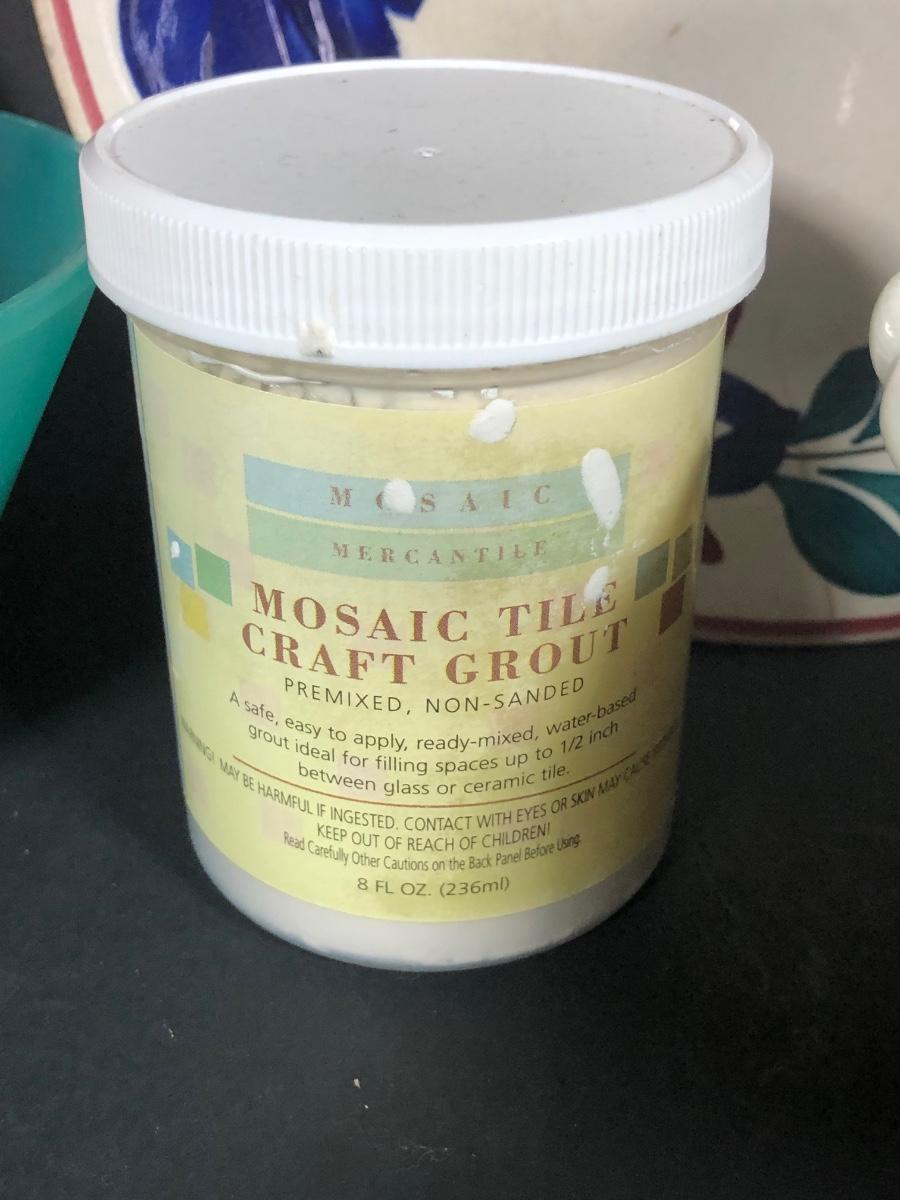 MOSAIC
MERCANTILE
MOSAIC TILE
CRAFT GROUT
PREMIXED, NON-SANDED
A safe, easy to apply, ready-mixed, water-based
grout ideal for filling spaces up to 1/2 inch
between glass or ceramic tile.
WARNING! MAY BE HARMFUL IF INGESTED. CONTACT WITH EYES OR SKIN MAY CAUSE
KEEP OUT OF REACH OF CHILDREN!
Read Carefully Other Cautions on the Back Panel Before Using.
8 FL OZ. (236ml)